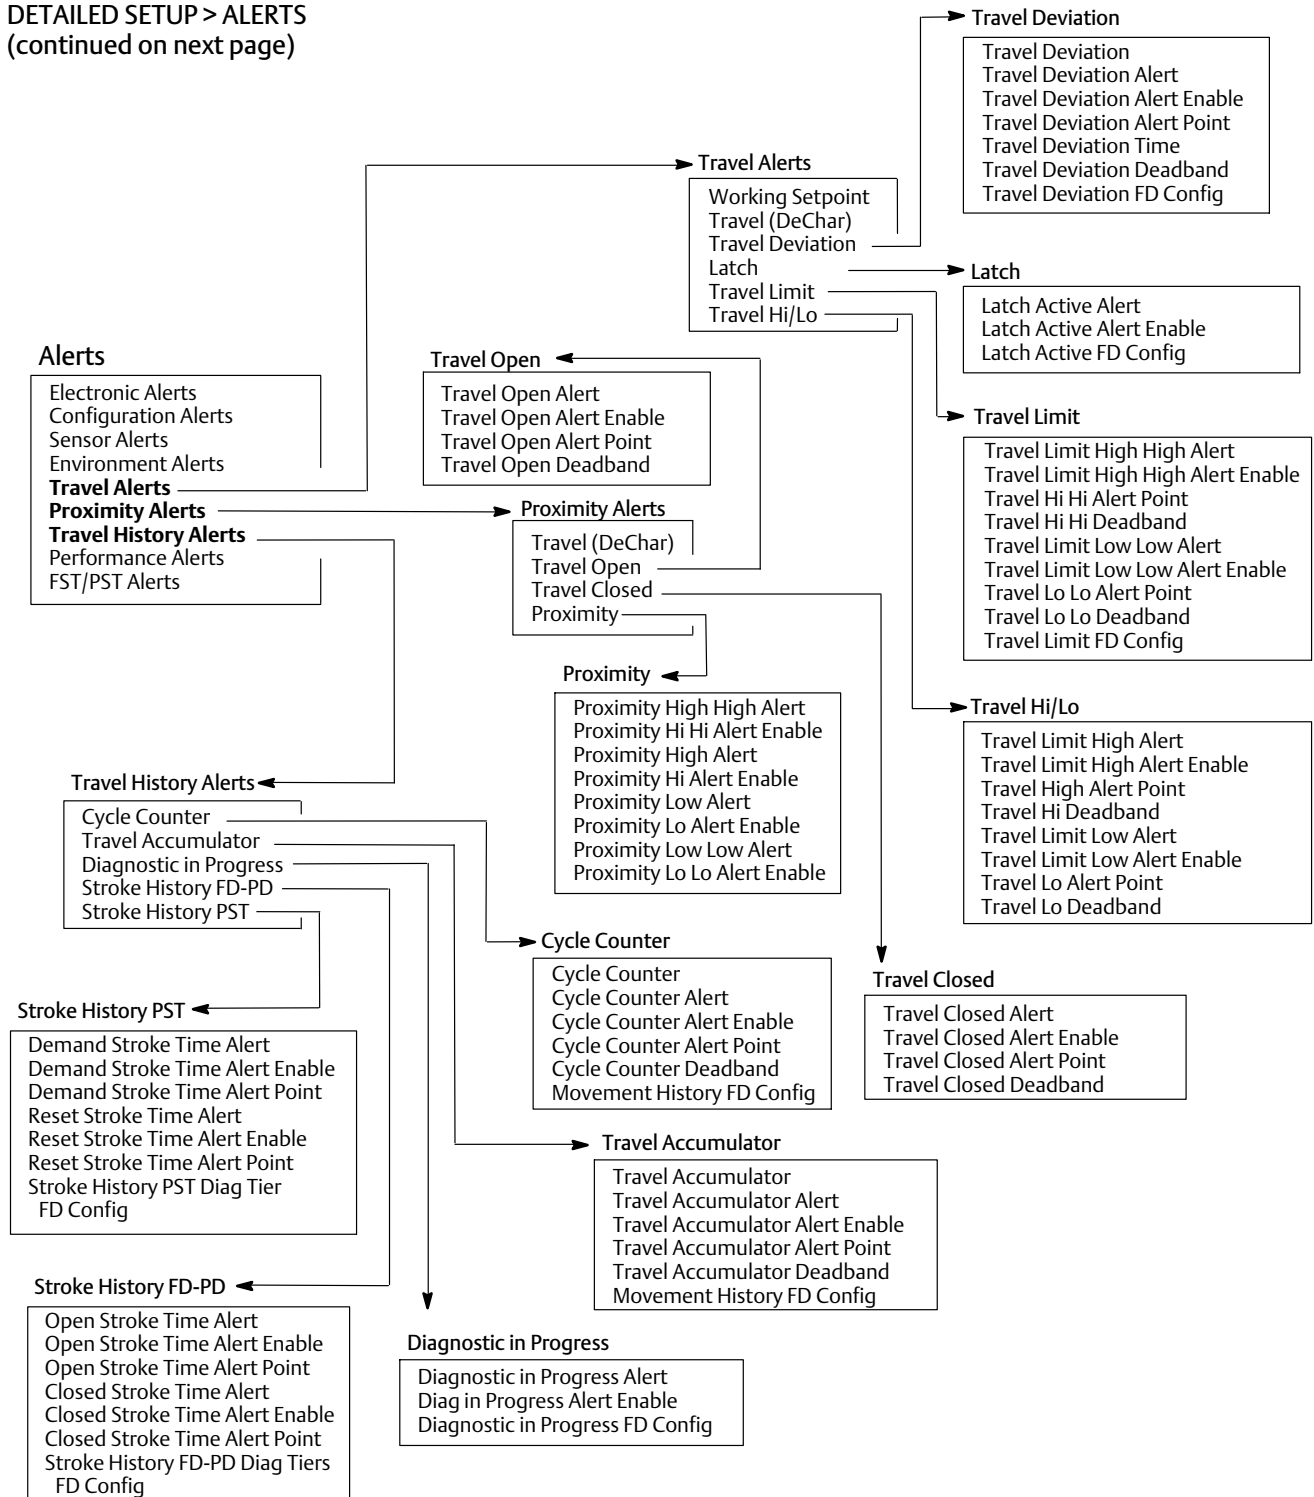 DETAILED SETUP > ALERTS
(continued on next page)
Alerts
Electronic Alerts
Configuration Alerts
Sensor Alerts
Environment Alerts
Travel Alerts
Proximity Alerts
Travel History Alerts
Performance Alerts
FST/PST Alerts
Travel Alerts
Working Setpoint
Travel (DeChar)
Travel Deviation
Latch
Travel Limit
Travel Hi/Lo
Travel Deviation
Travel Deviation
Travel Deviation Alert
Travel Deviation Alert Enable
Travel Deviation Alert Point
Travel Deviation Time
Travel Deviation Deadband
Travel Deviation FD Config
Latch
Latch Active Alert
Latch Active Alert Enable
Latch Active FD Config
Travel Limit
Travel Limit High High Alert
Travel Limit High High Alert Enable
Travel Hi Hi Alert Point
Travel Hi Hi Deadband
Travel Limit Low Low Alert
Travel Limit Low Low Alert Enable
Travel Lo Lo Alert Point
Travel Lo Lo Deadband
Travel Limit FD Config
Travel Hi/Lo
Travel Limit High Alert
Travel Limit High Alert Enable
Travel High Alert Point
Travel Hi Deadband
Travel Limit Low Alert
Travel Limit Low Alert Enable
Travel Lo Alert Point
Travel Lo Deadband
Travel Open
Travel Open Alert
Travel Open Alert Enable
Travel Open Alert Point
Travel Open Deadband
Proximity Alerts
Travel (DeChar)
Travel Open
Travel Closed
Proximity
Proximity
Proximity High High Alert
Proximity Hi Hi Alert Enable
Proximity High Alert
Proximity Hi Alert Enable
Proximity Low Alert
Proximity Lo Alert Enable
Proximity Low Low Alert
Proximity Lo Lo Alert Enable
Travel Closed
Travel Closed Alert
Travel Closed Alert Enable
Travel Closed Alert Point
Travel Closed Deadband
Travel History Alerts
Cycle Counter
Travel Accumulator
Diagnostic in Progress
Stroke History FD-PD
Stroke History PST
Cycle Counter
Cycle Counter
Cycle Counter Alert
Cycle Counter Alert Enable
Cycle Counter Alert Point
Cycle Counter Deadband
Movement History FD Config
Travel Accumulator
Travel Accumulator
Travel Accumulator Alert
Travel Accumulator Alert Enable
Travel Accumulator Alert Point
Travel Accumulator Deadband
Movement History FD Config
Stroke History PST
Demand Stroke Time Alert
Demand Stroke Time Alert Enable
Demand Stroke Time Alert Point
Reset Stroke Time Alert
Reset Stroke Time Alert Enable
Reset Stroke Time Alert Point
Stroke History PST Diag Tier
FD Config
Stroke History FD-PD
Open Stroke Time Alert
Open Stroke Time Alert Enable
Open Stroke Time Alert Point
Closed Stroke Time Alert
Closed Stroke Time Alert Enable
Closed Stroke Time Alert Point
Stroke History FD-PD Diag Tiers
FD Config
Diagnostic in Progress
Diagnostic in Progress Alert
Diag in Progress Alert Enable
Diagnostic in Progress FD Config